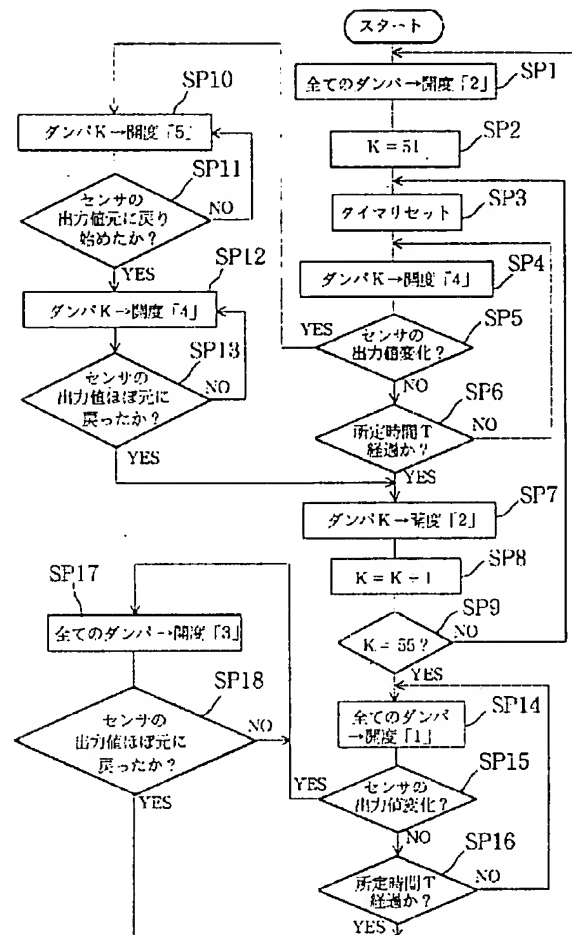 スタート
SP1
全てのダンパ→開度「2」
SP2
K = 51
SP3
タイマリセット
SP4
ダンパK→開度「4」
SP5
センサの
出力値変化?
YES
NO
SP6
所定時間T
経過か?
NO
YES
SP7
ダンパK→開度「2」
SP8
K = K + 1
SP9
K = 55?
NO
YES
SP10
ダンパK→開度「5」
SP11
センサの
出力値元に戻り
始めたか?
NO
YES
SP12
ダンパK→開度「4」
SP13
センサの
出力値ほぼ元に
戻ったか?
NO
YES
SP14
全てのダンパ
→開度「1」
SP15
センサの
出力値変化?
YES
NO
SP16
所定時間T
経過か?
NO
YES
SP17
全てのダンパ→開度「3」
SP18
センサの
出力値ほぼ元に
戻ったか?
NO
YES